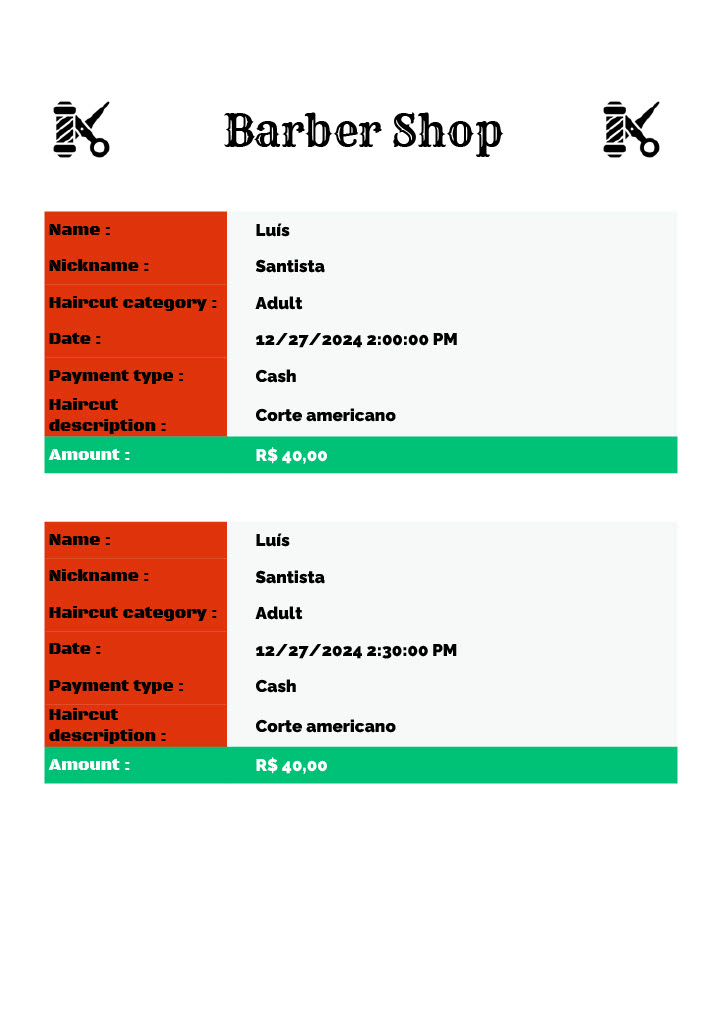 Barber Shop
Name : Luís
Nickname : Santista
Haircut category : Adult
Date : 12/27/2024 2:00:00 PM
Payment type : Cash
Haircut
description : Corte americano
Amount : R$ 40,00
Name : Luís
Nickname : Santista
Haircut category : Adult
Date : 12/27/2024 2:30:00 PM
Payment type : Cash
Haircut
description : Corte americano
Amount : R$ 40,00